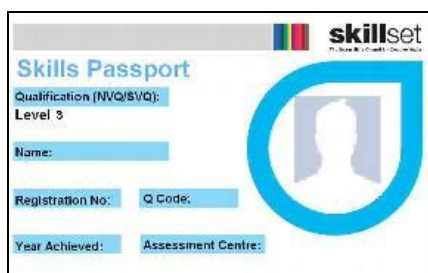 skillset
Skills Passport
Qualification (NVQ/SVQ):
Level 3
Name:
Registration No: Q Code:
Year Achieved: Assessment Centre: